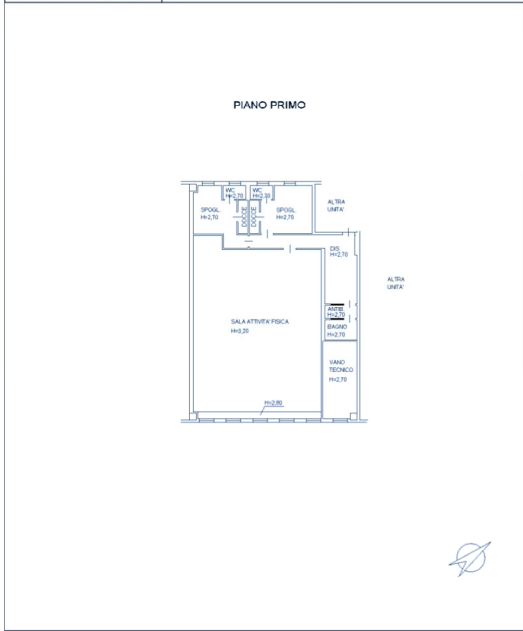 PIANO PRIMO
WC
H=2,70
WC
H=2,70
SPOGL.
H=2,70
SPOGL.
H=2,70
ALTRA
UNITA'
DIS.
H=2,70
ALTRA
UNITA'
ANTIB.
H=2,70
BAGNO
H=2,70
SALA ATTIVITA' FISICA
H=3,20
VANO
TECNICO
H=2,70
H=2,80